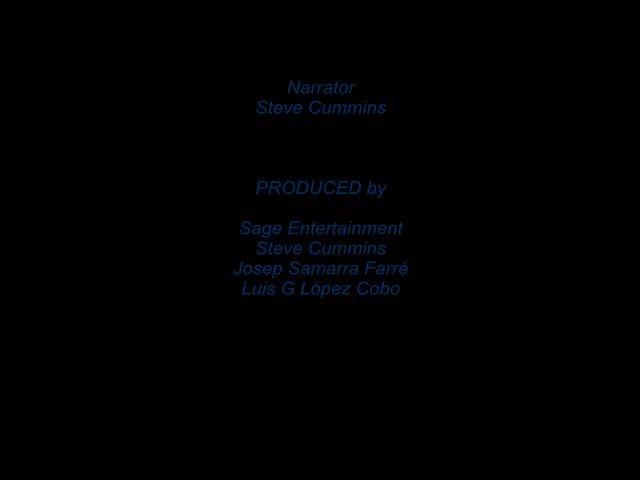 Narrator
Steve Cummins
PRODUCED by
Sage Entertainment
Steve Cummins
Josep Samarra Farré
Luis G López Cobo